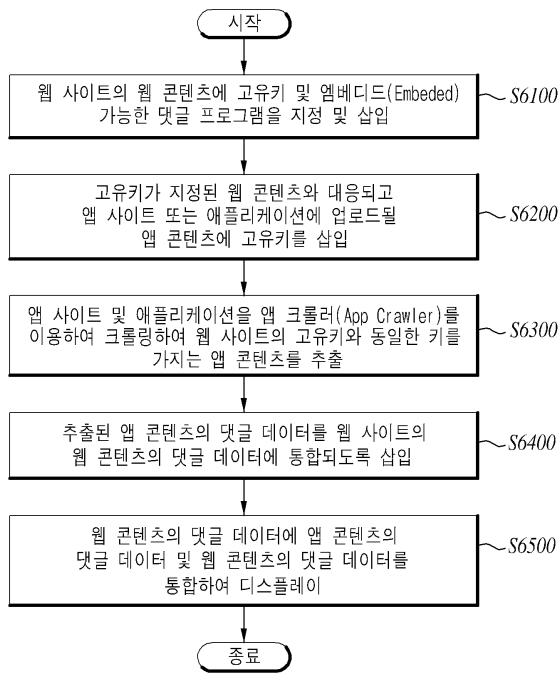 시작
웹 사이트의 웹 콘텐츠에 고유키 및 엠베디드(Embeded)
가능한 댓글 프로그램을 지정 및 삽입
S6100
고유키가 지정된 웹 콘텐츠와 대응되고
앱 사이트 또는 애플리케이션에 업로드될
앱 콘텐츠에 고유키를 삽입
S6200
앱 사이트 및 애플리케이션을 앱 크롤러(App Crawler)를
이용하여 크롤링하여 웹 사이트의 고유키와 동일한 키를
가지는 앱 콘텐츠를 추출
S6300
추출된 앱 콘텐츠의 댓글 데이터를 웹 사이트의
웹 콘텐츠의 댓글 데이터에 통합되도록 삽입
S6400
웹 콘텐츠의 댓글 데이터에 앱 콘텐츠의
댓글 데이터 및 웹 콘텐츠의 댓글 데이터를
통합하여 디스플레이
S6500
종료